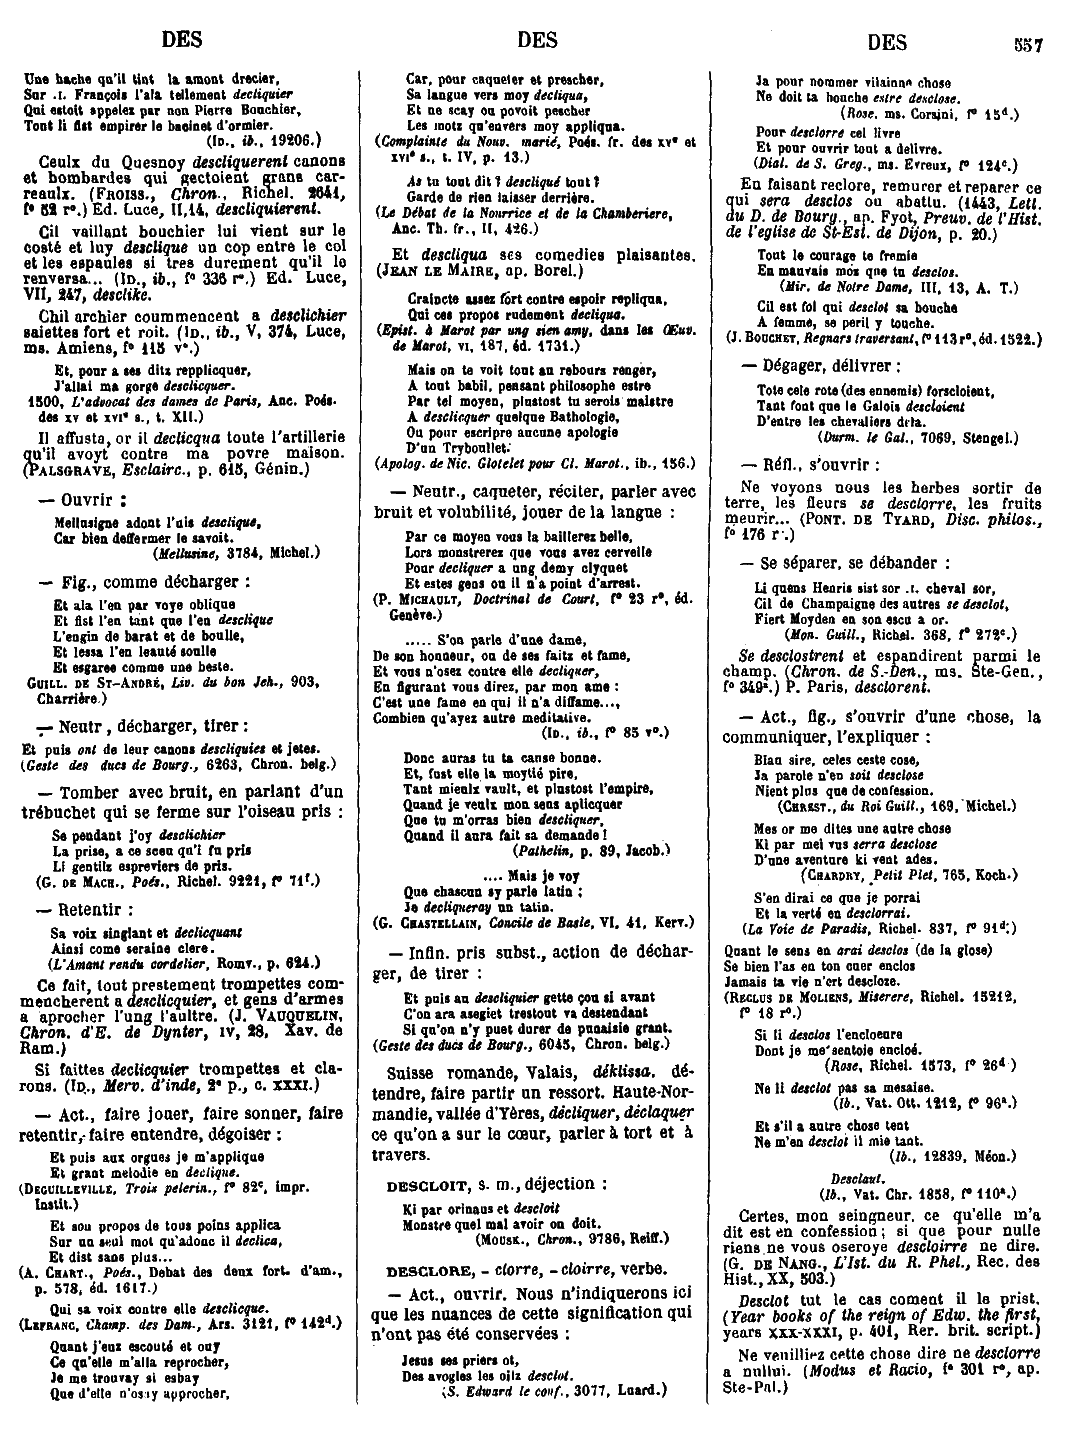 DES
DES
DES
557
Une hache qu'il tint la amont drecier,
Sur .I. François l'ala tellement decliquier
Qui estoit appelez par non Pierre Bouchier,
Tout li fist empirer le bacinet d'ormier.
(ID., ib., 19206.)
Ceulx du Quesnoy descliquerent canons
et bombardes qui gectoient grans car-
reaulx. (FROISS., Chron., Richel. 2641,
f° 52 r°.) Ed. Luce, II,14, descliquierent.
Cil vaillant bouchier lui vient sur le
costé et luy desclique un cop entre le col
et les espaules si tres durement qu'il le
renversa... (ID., ib., f° 336 r°.) Ed. Luce,
VII, 247, desclike.
Chil archier coummencent a desclichier
saiettes fort et roit. (ID., ib., V, 374, Luce,
ms. Amiens, f° 115 v°.)
Et, pour a ses ditz repplicquer,
J'allai ma gorge desclicquer.
1500, L'advocat des dames de Paris, Anc. Poés.
des XV et XVI° s., t. XII.)
Il affusta, or il declicqua toute l'artillerie
qu'il avoyt contre ma povre maison.
(PALSGRAVE, Esclairc., p. 615, Génin.)
— Ouvrir :
Mellusigne adont l'uis desclique,
Car bien deffermer le savoit.
(Mellusine, 3784, Michel.)
— Fig., comme décharger :
Et ala l'en par voye oblique
Et fist l'en tant que l'en desclique
L'engin de barat et de boulle,
Et lessa l'en leauté soulle
Et esgaree comme une beste.
GUILL. DE ST-ANDRÉ, Liv. du bon Jeh., 903,
Charrière.)
— Neutr , décharger, tirer :
Et puis ont de leur canons descliquies et jetes.
(Geste des ducs de Bourg., 6263, Chron. belg.)
— Tomber avec bruit, en parlant d'un
trébuchet qui se ferme sur l'oiseau pris :
Se pendant j'oy desclichier
La prise, a ce sceu qu'i fu pris
Li gentilz espreviers de pris.
(G. DE MACH., Poés., Richel. 9221, f° 71f.)
— Retentir :
Sa voix singlant et declicquant
Ainsi come seraine clere.
(L'Amant rendu cordelier, Romv., p. 624.)
Ce fait, tout prestement trompettes com-
mencherent a desclicquier, et gens d'armes
a aprocher l'ung l'aultre. (J. VAUQUELIN,
Chron. d'E. de Dynter, IV, 28, Xav. de
Ram.)
Si faittes declicquier trompettes et cla-
rons. (ID., Merv. d'inde, 2° p., c. XXXI.)
— Act., faire jouer, faire sonner, faire
retentir, faire entendre, dégoiser :
Et puis aux orgues je m'applique
Et grant melodie en declique.
(DEGUILLEVILLE, Trois pelerin., f° 82c, impr.
Instit.)
Et sou propos de tous poins applica
Sur un seul mot qu'adonc il declica,
Et dist sans plus...
(A. CHART., Poés., Debat des deux fort. d'am.,
p. 578, éd. 1617.)
Qui sa voix contre elle desclicque.
(LEFRANC, Champ. des Dam., Ars. 3121, f° 142d.)
Quant j'euz escouté et ouy
Ce qu'elle m'alla reprocher,
Je me trouvay si esbay
Que d'elle n'osay approcher,
Car, pour caqueter et prescher,
Sa langue vers moy decliqua,
Et ne scay ou povoit pescher
Les motz qu'envers moy appliqua.
(Complainte du Nouv. marié, Poés. fr. des XV° et
XVI° s., t. IV, p. 13.)
As tu tout dit ? descliqué tout ?
Garde de rien laisser derrière.
(Le Débat de la Nourrice et de la Chamberiere,
Anc. Th. fr., II, 426.)
Et descliqua ses comedies plaisantes.
(JEAN LE MAIRE, ap. Borel.)
Craincte assez fort contre espoir repliqua,
Qui ces propos rudement decliqua.
(Epist. à Marot par ung sien amy, dans les Œuv.
de Marot, VI, 187, éd. 1731.)
Mais on te voit tout au rebours renger,
A tout babil, pensant philosophe estre
Par tel moyen, plustost tu serois maistre
A desclicquer quelque Bathologie,
Ou pour escripre aucune apologie
D'un Tryboullet.
(Apolog. de Nic. Glotelet pour Cl. Marot., ib., 156.)
— Neutr., caqueter, réciter, parler avec
bruit et volubilité, jouer de la langue :
Par ce moyen vous la baillerez belle,
Lors monstrerez que vous avez cervelle
Pour decliquer a ung demy clyquet
Et estes gens ou il n'a point d'arrest.
(P. MICHAULT, Doctrinal de Court, f° 23 r°, éd.
Genève.)
..... S'on parle d'une dame,
De son honneur, ou de ses faitz et fame,
Et vous n'osez contre elle decliquer,
En figurant vous direz, par mon ame :
C'est une fame en qui il n'a diffame...,
Combien qu'ayez autre meditative.
(ID., ib., f° 85 v°.)
Donc auras tu ta cause bonne.
Et, fust elle la moytié pire,
Tant mieulx vault, et plustost l'empire,
Quand je veulx mon sens aplicquer
Que tu m'orras bien descliquer,
Quand il aura fait sa demande !
(Pathelin, p. 89, Jacob.)
.... Mais je voy
Que chascun sy parle latin ;
Je decliqueray un tatin.
(G. CHASTELLAIN, Concile de Basle, VI, 41, Kerv.)
— Infin. pris subst., action de déchar-
ger, de tirer :
Et puis au descliquier gette çou si avant
C'on ara asegiet trestout va destendant
Si qu'on n'y puet durer de punaisie grant.
(Geste des ducs de Bourg., 6045, Chron. belg.)
Suisse romande, Valais, déklissa, dé-
tendre, faire partir un ressort. Haute-Nor-
mandie, vallée d'Yères, décliquer, déclaquer
ce qu'on a sur le cœur, parler à tort et à
travers.
DESCLOIT, s. m., déjection :
Ki par orinaus et descloit
Monstre quel mal avoir on doit.
(MOUSK., Chron., 9786, Reiff.)
DESCLORE, - clorre, - cloirre, verbe.
— Act., ouvrir. Nous n'indiquerons ici
que les nuances de cette signification qui
n'ont pas été conservées :
Jesus ses priers ot,
Des avogles les oilz desclot.
(S. Edward le conf., 3077, Luard.)
Ja pour nommer vilainne chose
Ne doit ta bouche estre desclose.
(Rose, ms. Corsini, f° 15d.)
Pour desclorre cel livre
Et pour ouvrir tout a delivre.
(Dial. de S. Greg., ms. Evreux, f° 124c.)
En faisant reclore, remurer et reparer ce
qui sera desclos ou abattu. (1443, Lett.
du D. de Bourg., ap. Fyot, Preuv. de l'Hist.
de l'eglise de St-Est. de Dijon, p. 20.)
Tout le courage te fremie
En mauvais mos que tu desclos.
(Mir. de Notre Dame, III, 13, A. T.)
Cil est fol qui desclot sa bouche
A femme, se peril y touche.
(J. BOUCHET, Regnars traversant, f° 113 r°, éd. 1522.)
— Dégager, délivrer :
Tote cele rote (des ennemis) forscloient,
Tant font que le Galois descloient
D'entre les chevaliers dela.
(Durm. le Gal., 7069, Stengel.)
— Réfl., s'ouvrir :
Ne voyons nous les herbes sortir de
terre, les fleurs se desclorre, les fruits
meurir... (PONT. DE TYARD, Disc. philos.,
f° 176 r°.)
— Se séparer, se débander :
Li quens Henris sist sor .I. cheval sor,
Cil de Champaigne des autres se desclot,
Fiert Moyden en son escu a or.
(Mon. Guill., Richel. 368, f° 272c.)
Se desclostrent et espandirent parmi le
champ. (Chron. de S.-Den., ms. Ste-Gen.,
f° 349a.) P. Paris, desclorent.
— Act., fig., s'ouvrir d'une chose, la
communiquer, l'expliquer :
Biau sire, celes ceste cose,
Ja parole n'en soit desclose
Nient plus que de confession.
(CHREST., du Roi Guill., 169, Michel.)
Mes or me dites une autre chose
Ki par mei vus serra desclose
D'une aventure ki vent ades.
(CHARDRY, Petit Plet, 765, Koch.)
S'en dirai ce que je porrai
Et la verté en desclorrai.
(La Voie de Paradis, Richel. 837, f° 91d.)
Quant le sens en arai desclos (de la glose)
Se bien l'as en ton cuer enclos
Jamais ta vie n'ert descloze.
(RECLUS DE MOLIENS, Miserere, Richel. 15212,
f° 18 r°.)
Si li desclos l'encloeure
Dont je me sentoie encloé.
(Rose, Richel. 1573, f° 26d.)
Ne li desclot pas sa mesaise.
(Ib., Vat. Ott. 1212, f° 96a.)
Et s'il a autre chose tent
Ne m'en desclot il mie tant.
(Ib., 12839, Méon.)
Desclaut.
(Ib., Vat. Chr. 1858, f° 110a.)
Certes, mon seingneur, ce qu'elle m'a
dit est en confession ; si que pour nulle
riens ne vous oseroye descloirre ne dire.
(G. DE NANG., L'Ist. du R. Phel., Rec. des
Hist., XX, 503.)
Desclot tut le cas coment il le prist.
(Year books of the reign of Edw. the first,
years XXX-XXXI, p. 401, Rer. brit. script.)
Ne veuilliez cette chose dire ne desclorre
a nullui. (Modus et Racio, f° 301 r°, ap.
Ste-Pal.)